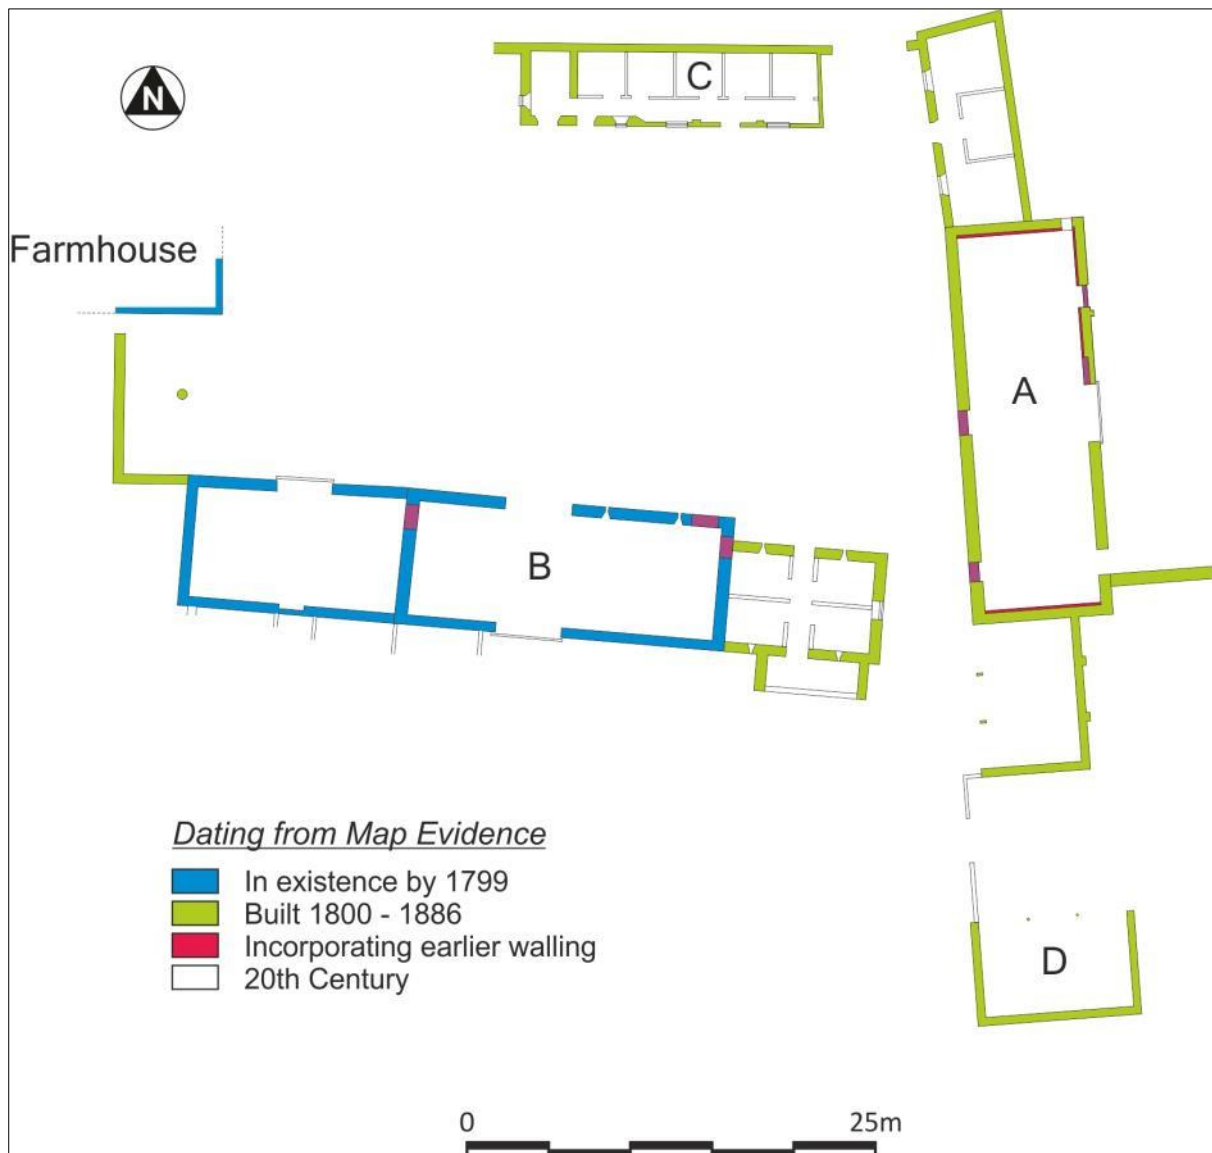 C
N
Farmhouse
A
B
Dating from Map Evidence
In existence by 1799
Built 1800 - 1886
Incorporating earlier walling
20th Century
D
0 25m